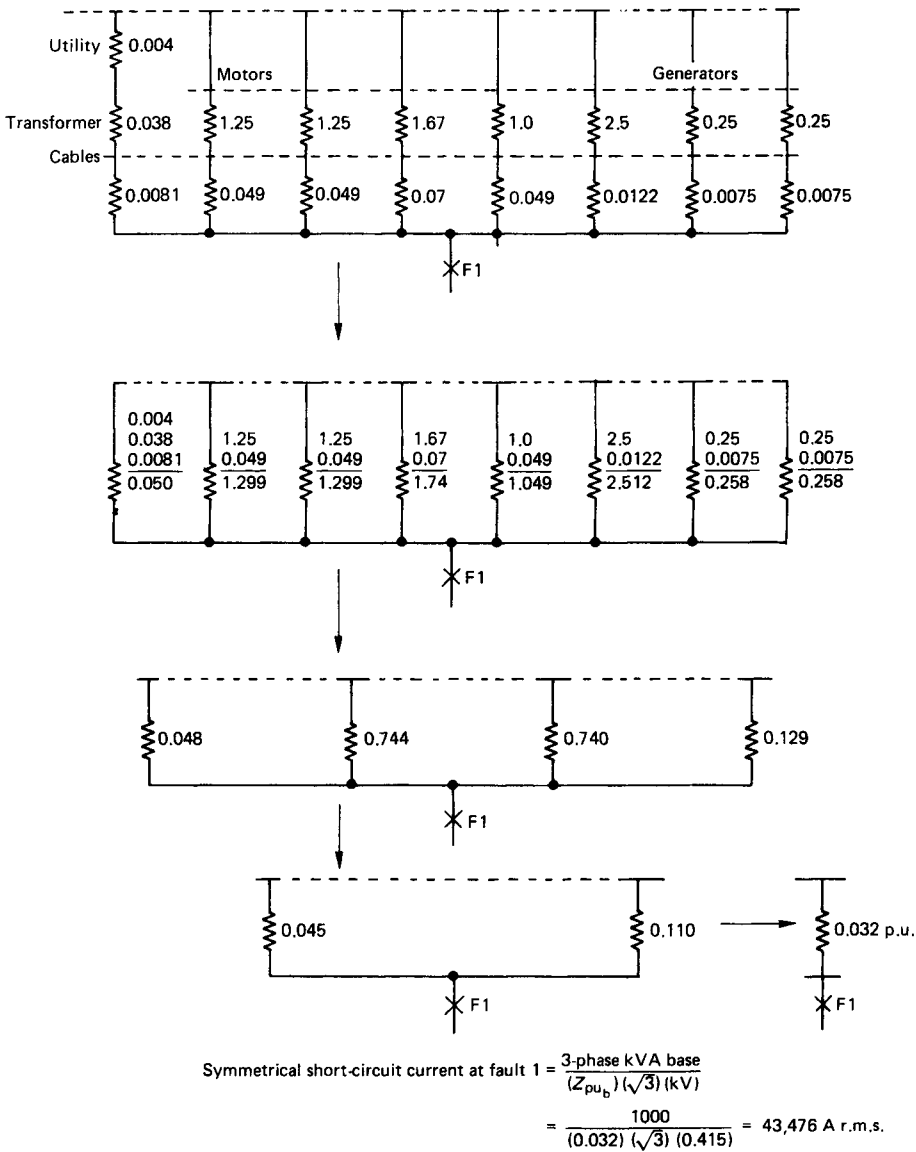 Utility 0.004
Motors Generators
Transformer 0.038 1.25 1.25 1.67 1.0 2.5 0.25 0.25
Cables
0.0081 0.049 0.049 0.07 0.049 0.0122 0.0075 0.0075
F1
0.004
0.038 1.25 1.25 1.67 1.0 2.5 0.25 0.25
0.0081 0.049 0.049 0.07 0.049 0.0122 0.0075 0.0075
0.050 1.299 1.299 1.74 1.049 2.512 0.258 0.258
F1
0.048 0.744 0.740 0.129
F1
0.045 0.110 0.032 p.u.
F1 F1
Symmetrical short-circuit current at fault 1 = 3-phase kVA base / (Z_pu_b) (√3) (kV)
= 1000 / (0.032) (√3) (0.415) = 43,476 A r.m.s.